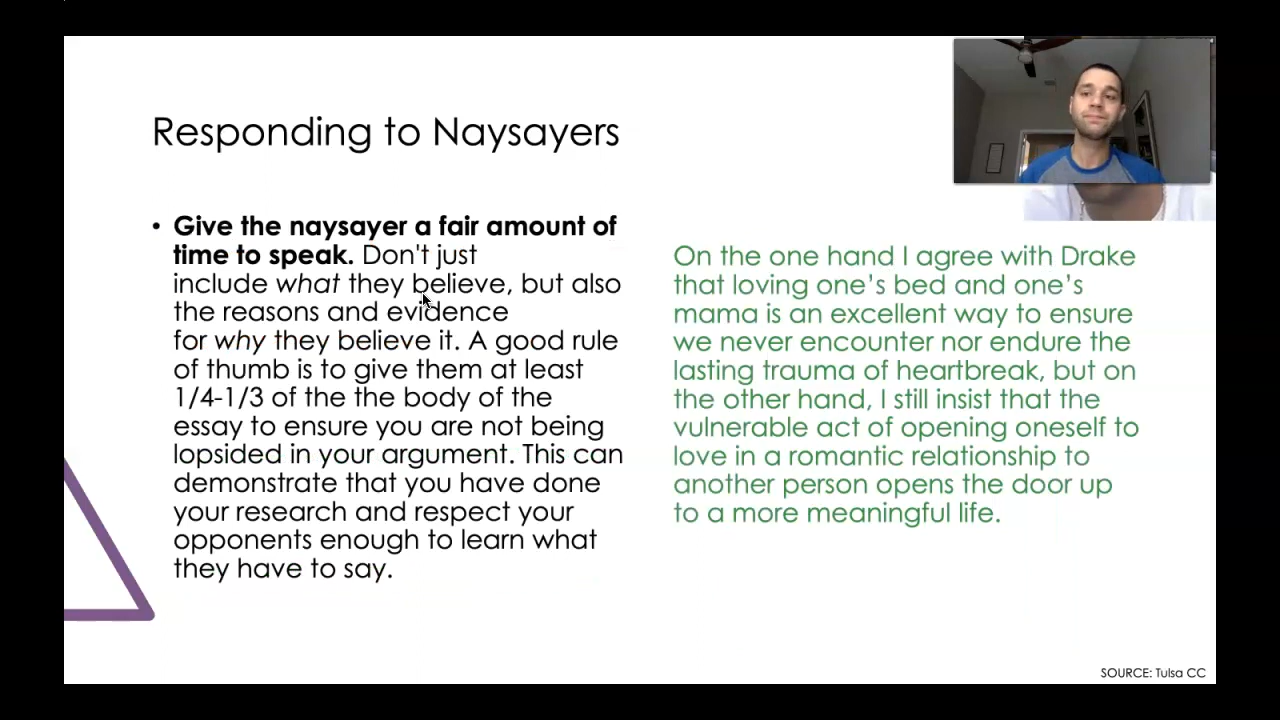 Responding to Naysayers
• Give the naysayer a fair amount of
time to speak. Don't just
include what they believe, but also
the reasons and evidence
for why they believe it. A good rule
of thumb is to give them at least
1/4-1/3 of the the body of the
essay to ensure you are not being
lopsided in your argument. This can
demonstrate that you have done
your research and respect your
opponents enough to learn what
they have to say.
On the one hand I agree with Drake
that loving one’s bed and one’s
mama is an excellent way to ensure
we never encounter nor endure the
lasting trauma of heartbreak, but on
the other hand, I still insist that the
vulnerable act of opening oneself to
love in a romantic relationship to
another person opens the door up
to a more meaningful life.
SOURCE: Tulsa CC